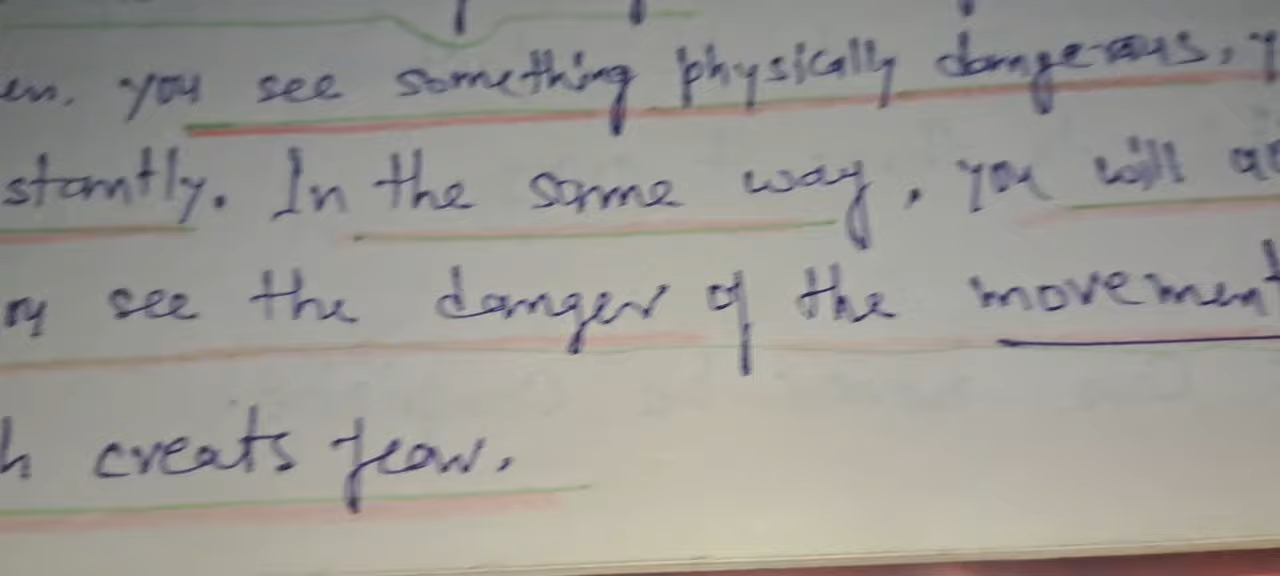 en. you see something physically dangerous, y
stantly. In the same way, you will a
ry see the danger of the movement
h creats fear.